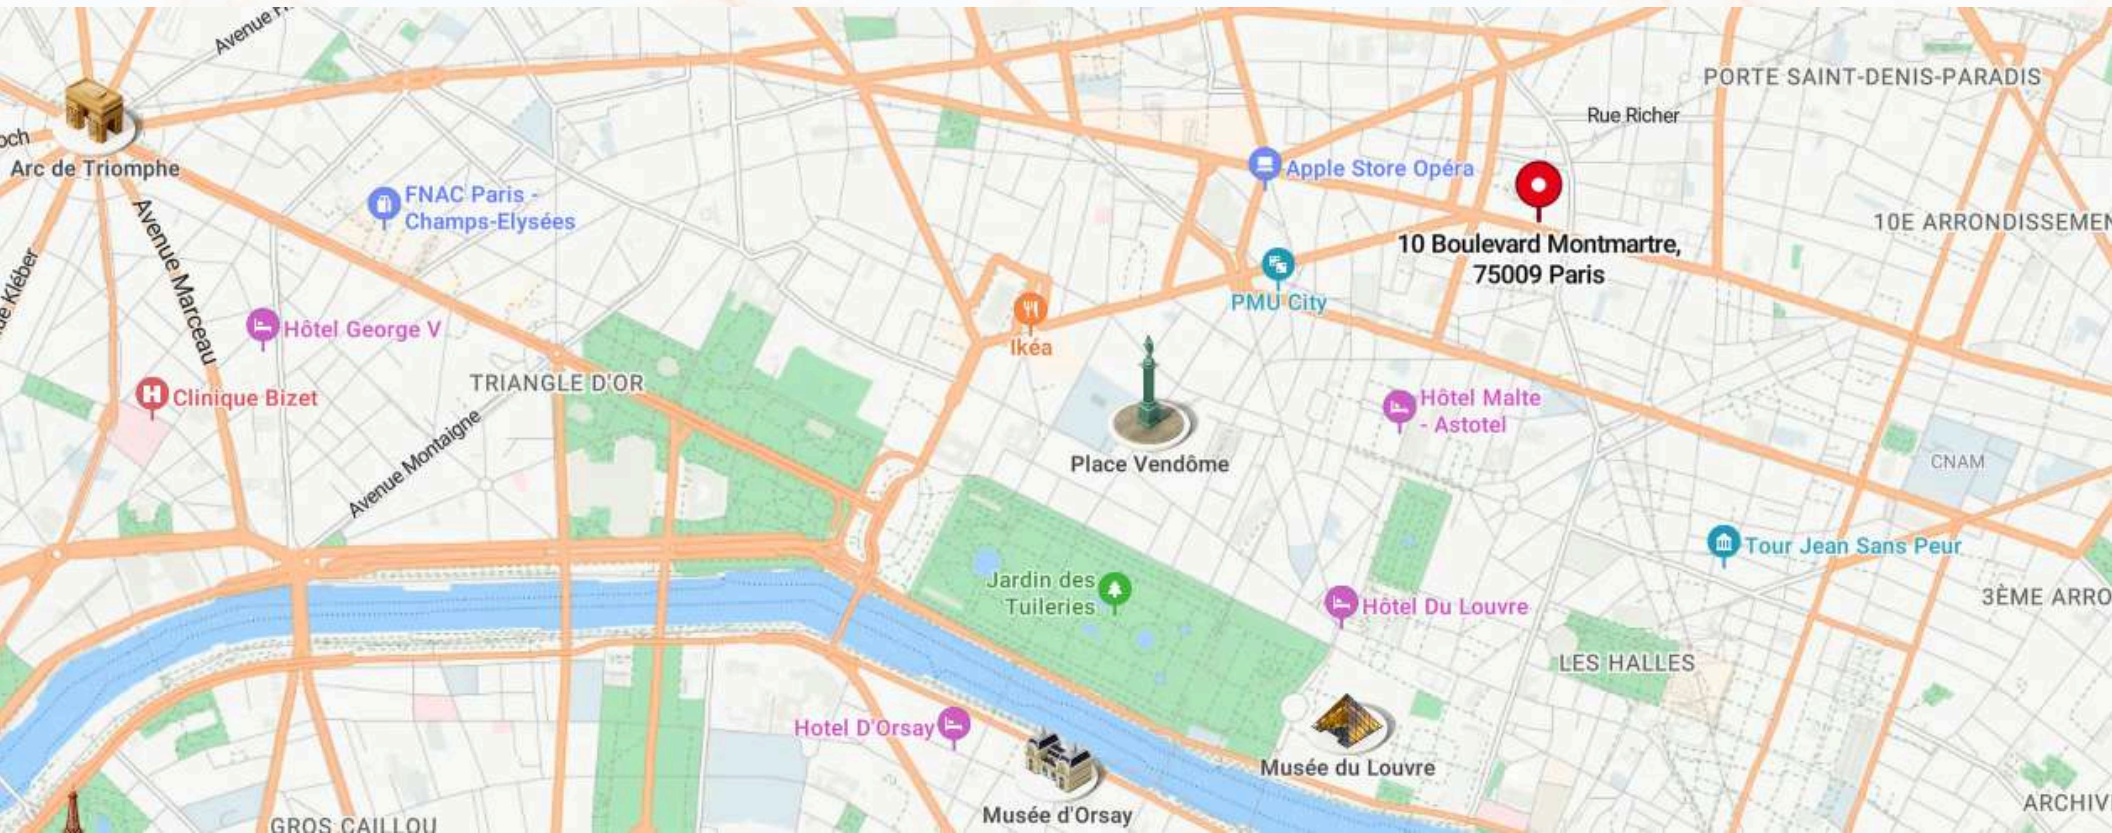 Avenue
PORTE SAINT-DENIS-PARADIS
Rue Richer
och
Arc de Triomphe
Apple Store Opéra
FNAC Paris -
Champs-Elysées
10E ARRONDISSEMEN
Avenue Marceau
10 Boulevard Montmartre,
75009 Paris
ue Kléber
PMU City
Hôtel George V
Ikéa
TRIANGLE D'OR
Clinique Bizet
Hôtel Malte
- Astotel
Avenue Montaigne
Place Vendôme
CNAM
Tour Jean Sans Peur
Jardin des
Tuileries
Hôtel Du Louvre
3ÈME ARRO
LES HALLES
Hotel D'Orsay
Musée du Louvre
Musée d'Orsay
ARCHIV
GROS CAILLOU